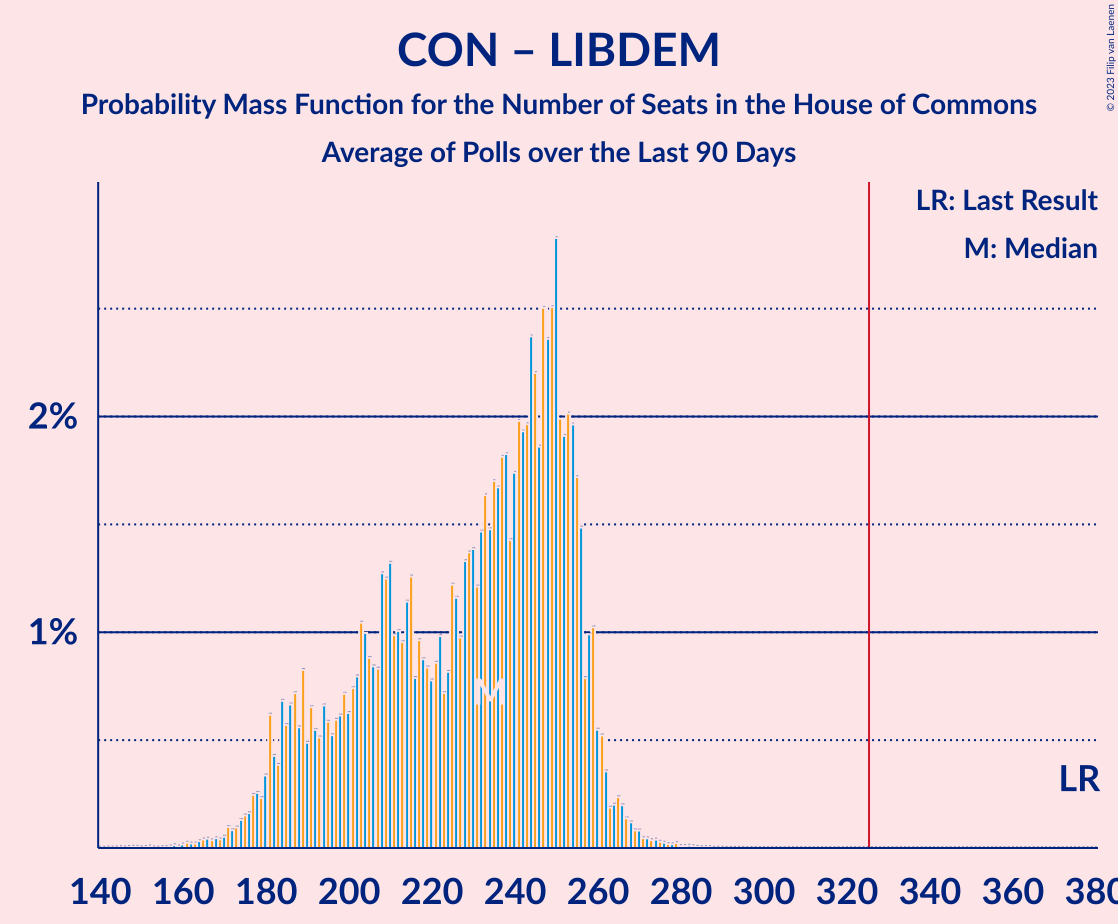 CON – LIBDEM
Probability Mass Function for the Number of Seats in the House of Commons
Average of Polls over the Last 90 Days
© 2023 Filip van Laenen
LR: Last Result
M: Median
2%
1%
M
LR
140 160 180 200 220 240 260 280 300 320 340 360 380